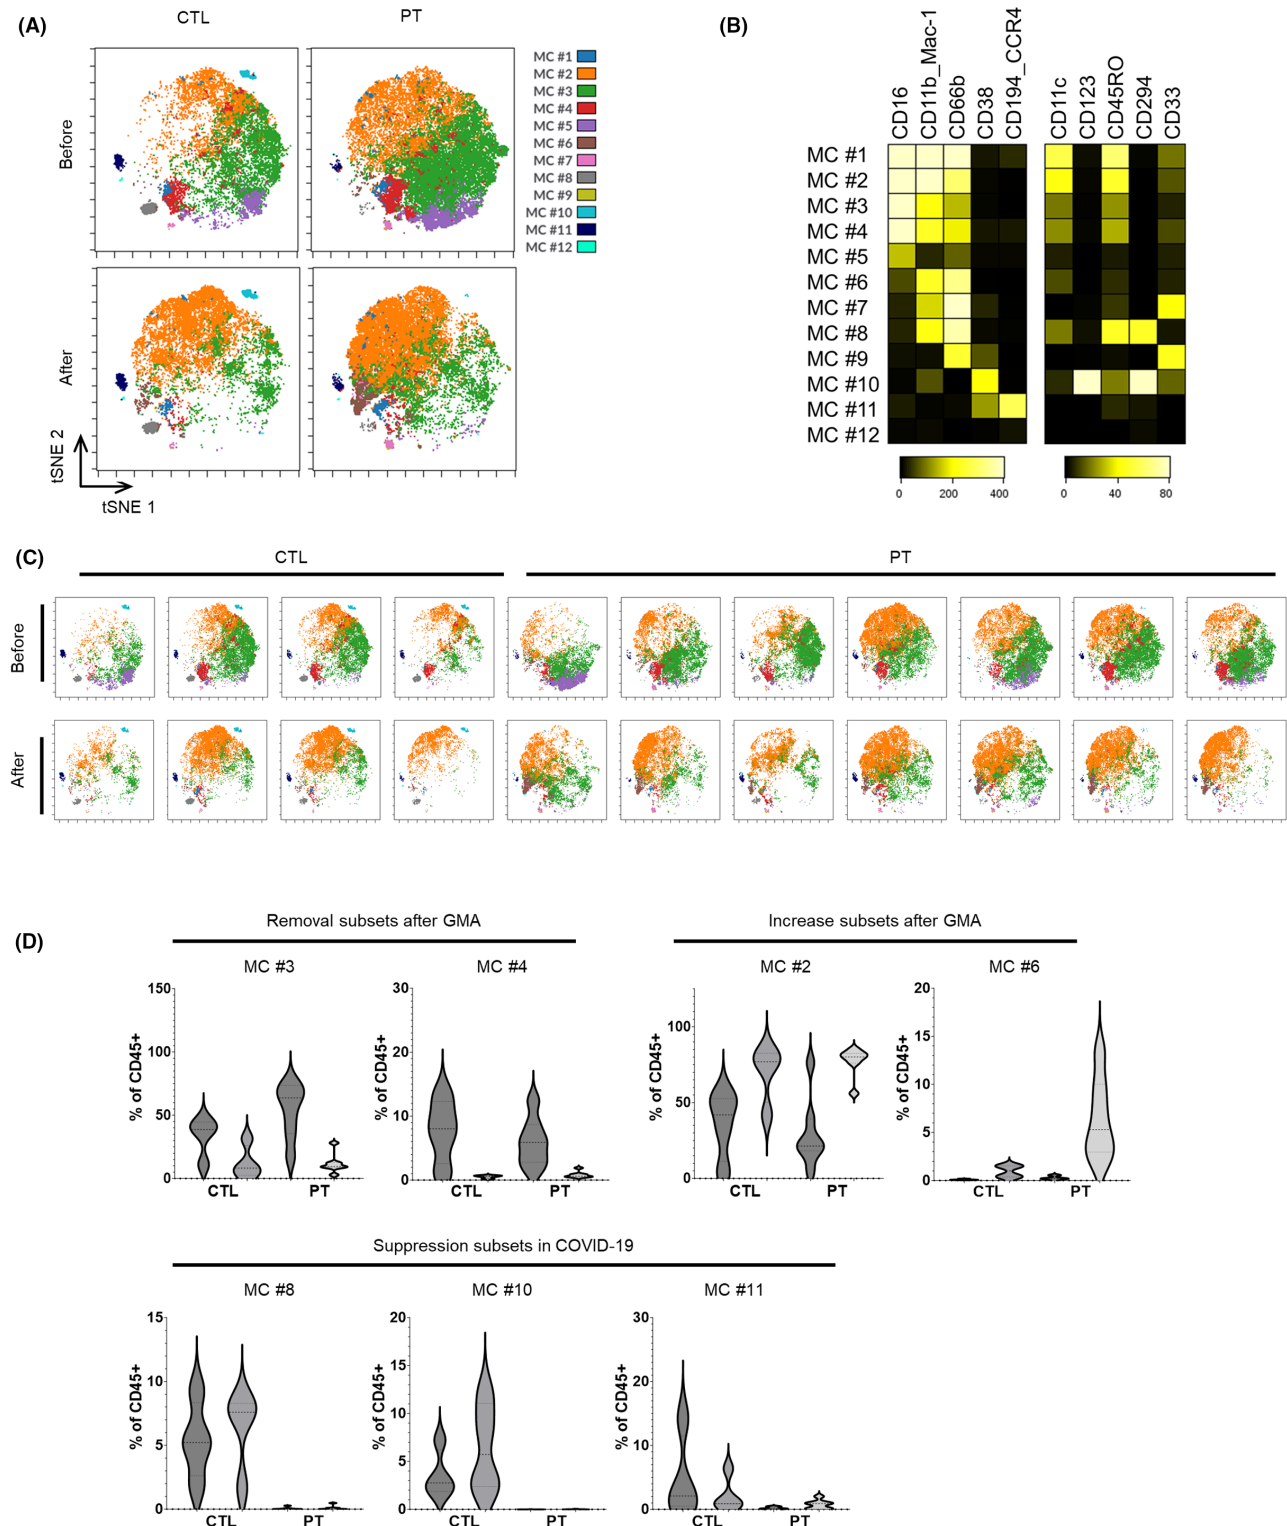 (A)
CTL PT
Before
After
MC #1
MC #2
MC #3
MC #4
MC #5
MC #6
MC #7
MC #8
MC #9
MC #10
MC #11
MC #12
tSNE 2
tSNE 1
(B)
CD16
CD11b_Mac-1
CD66b
CD38
CD194_CCR4
CD11c
CD123
CD45RO
CD294
CD33
MC #1
MC #2
MC #3
MC #4
MC #5
MC #6
MC #7
MC #8
MC #9
MC #10
MC #11
MC #12
0 200 400
0 40 80
(C)
CTL PT
Before
After
(D)
Removal subsets after GMA
MC #3
% of CD45+
150
100
50
0
CTL PT
MC #4
% of CD45+
30
20
10
0
CTL PT
Increase subsets after GMA
MC #2
% of CD45+
100
50
0
CTL PT
MC #6
% of CD45+
20
15
10
5
0
CTL PT
Suppression subsets in COVID-19
MC #8
% of CD45+
15
10
5
0
CTL PT
MC #10
% of CD45+
20
15
10
5
0
CTL PT
MC #11
% of CD45+
30
20
10
0
CTL PT